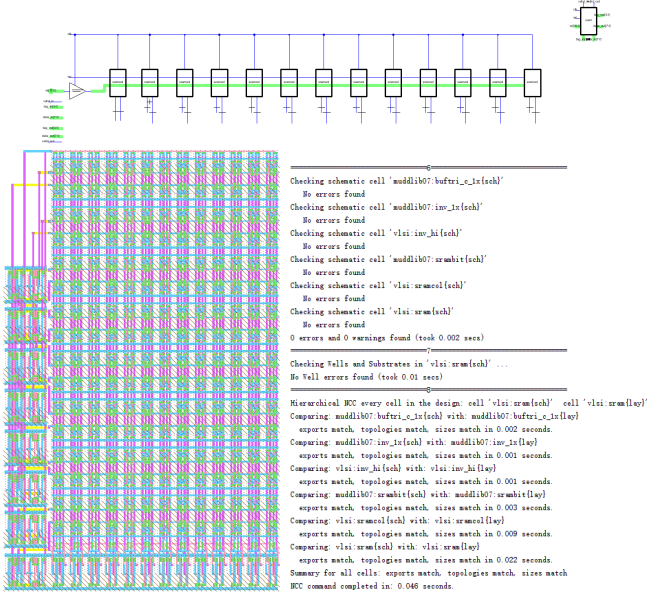 ==================================6==================================
Checking schematic cell 'muddlib07:buftri_c_1x{sch}'
No errors found
Checking schematic cell 'muddlib07:inv_1x{sch}'
No errors found
Checking schematic cell 'vlsi:inv_hi{sch}'
No errors found
Checking schematic cell 'muddlib07:srambit{sch}'
No errors found
Checking schematic cell 'vlsi:sramcol{sch}'
No errors found
Checking schematic cell 'vlsi:sram{sch}'
No errors found
0 errors and 0 warnings found (took 0.002 secs)
==================================7==================================
Checking Wells and Substrates in 'vlsi:sram{sch}' ...
No Well errors found (took 0.01 secs)
==================================8==================================
Hierarchical NCC every cell in the design: cell 'vlsi:sram{sch}' cell 'vlsi:sram{lay}'
Comparing: muddlib07:buftri_c_1x{sch} with: muddlib07:buftri_c_1x{lay}
exports match, topologies match, sizes match in 0.002 seconds.
Comparing: muddlib07:inv_1x{sch} with: muddlib07:inv_1x{lay}
exports match, topologies match, sizes match in 0.001 seconds.
Comparing: vlsi:inv_hi{sch} with: vlsi:inv_hi{lay}
exports match, topologies match, sizes match in 0.001 seconds.
Comparing: muddlib07:srambit{sch} with: muddlib07:srambit{lay}
exports match, topologies match, sizes match in 0.003 seconds.
Comparing: vlsi:sramcol{sch} with: vlsi:sramcol{lay}
exports match, topologies match, sizes match in 0.009 seconds.
Comparing: vlsi:sram{sch} with: vlsi:sram{lay}
exports match, topologies match, sizes match in 0.022 seconds.
Summary for all cells: exports match, topologies match, sizes match
NCC command completed in: 0.046 seconds.